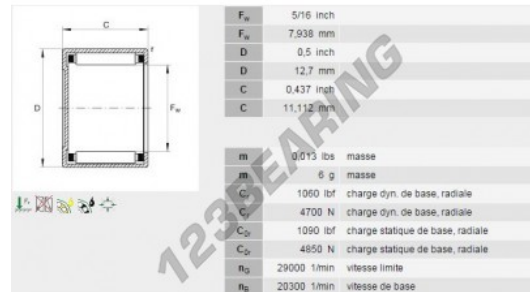 C
r
D
Fw
Fr
Fw 5/16 inch
Fw 7,938 mm
D 0,5 inch
D 12,7 mm
C 0,437 inch
C 11,112 mm
m 0,013 lbs masse
m 6 g masse
Cr 1060 lbf charge dyn. de base, radiale
Cr 4700 N charge dyn. de base, radiale
C0r 1090 lbf charge statique de base, radiale
C0r 4850 N charge statique de base, radiale
nG 29000 1/min vitesse limite
nB 20300 1/min vitesse de base
123BEARING